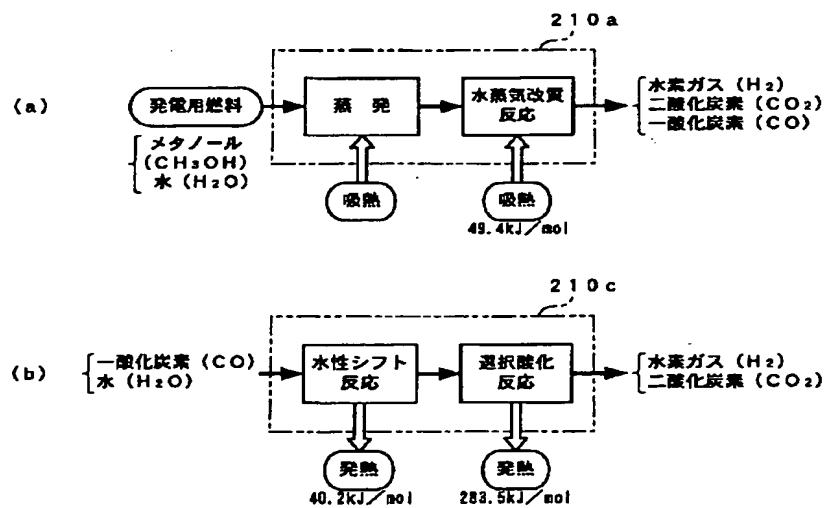 210a
(a)
発電用燃料
蒸 発
水蒸気改質
反応
水素ガス(H2)
二酸化炭素(CO2)
一酸化炭素(CO)
メタノール
(CH3OH)
水(H2O)
吸熱
吸熱
49.4kJ/mol
210c
(b)
一酸化炭素(CO)
水(H2O)
水性シフト
反応
選択酸化
反応
水素ガス(H2)
二酸化炭素(CO2)
発熱
40.2kJ/mol
発熱
283.5kJ/mol